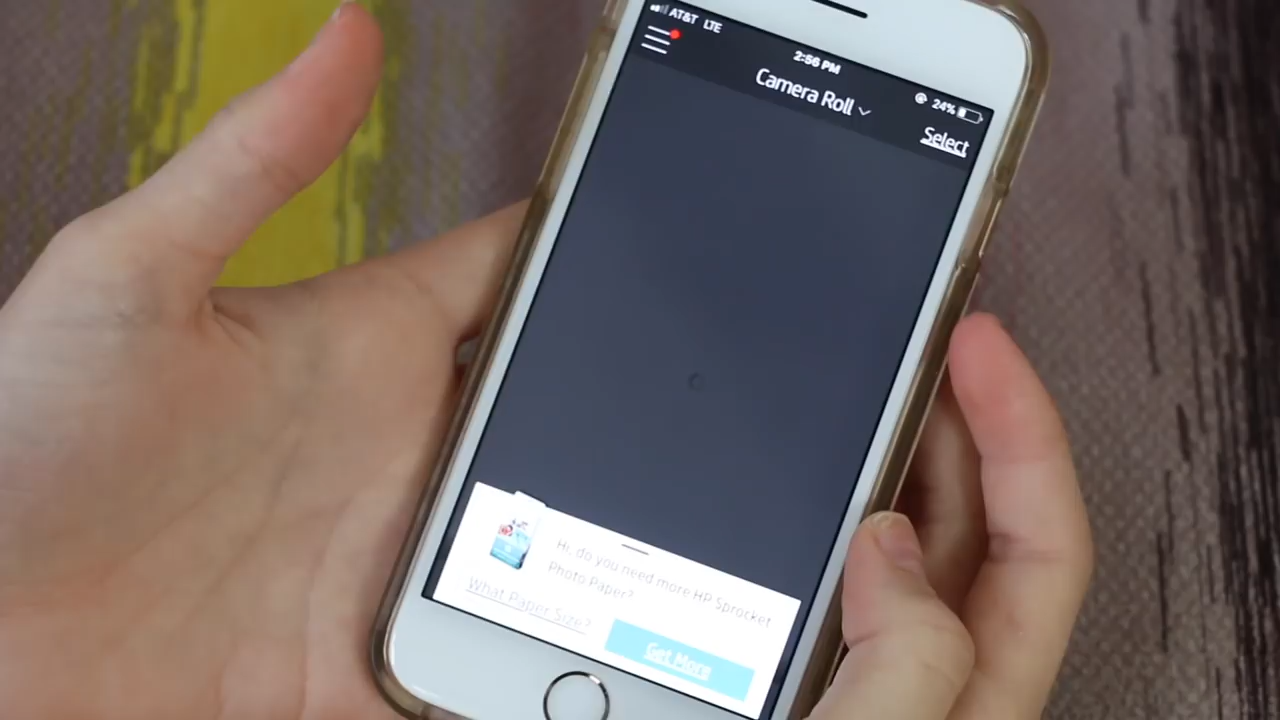 AT&T LTE
2:56 PM
24%
Camera Roll
Select
Hi, do you need more HP Sprocket
Photo Paper?
What Paper Size?
Get More